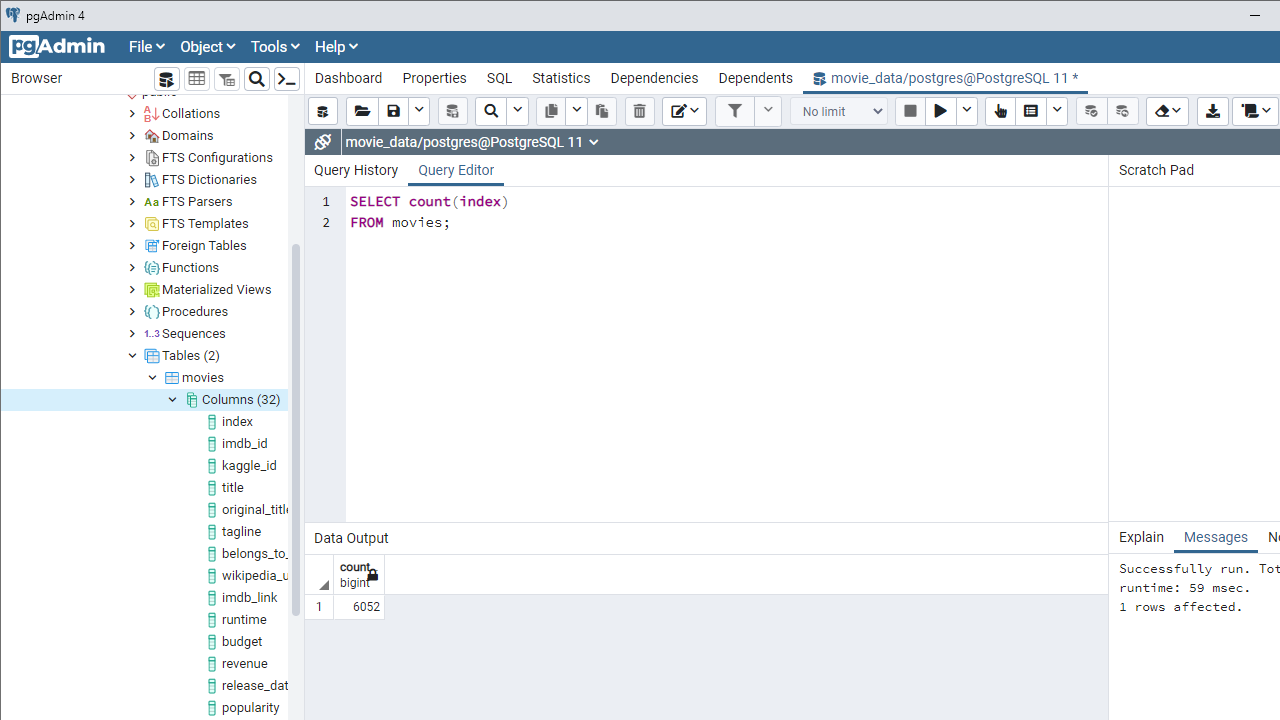 pgAdmin 4
pgAdmin File Object Tools Help
Browser
Dashboard Properties SQL Statistics Dependencies Dependents movie_data/postgres@PostgreSQL 11 *
Collations
Domains
FTS Configurations
FTS Dictionaries
Aa FTS Parsers
FTS Templates
Foreign Tables
Functions
Materialized Views
Procedures
1..3 Sequences
Tables (2)
movies
Columns (32)
index
imdb_id
kaggle_id
title
original_title
tagline
belongs_to_
wikipedia_u
imdb_link
runtime
budget
revenue
release_dat
popularity
No limit
movie_data/postgres@PostgreSQL 11
Query History Query Editor
1 SELECT count(index)
2 FROM movies;
Scratch Pad
Data Output
count
bigint
1 6052
Explain Messages
Successfully run. Tot
runtime: 59 msec.
1 rows affected.